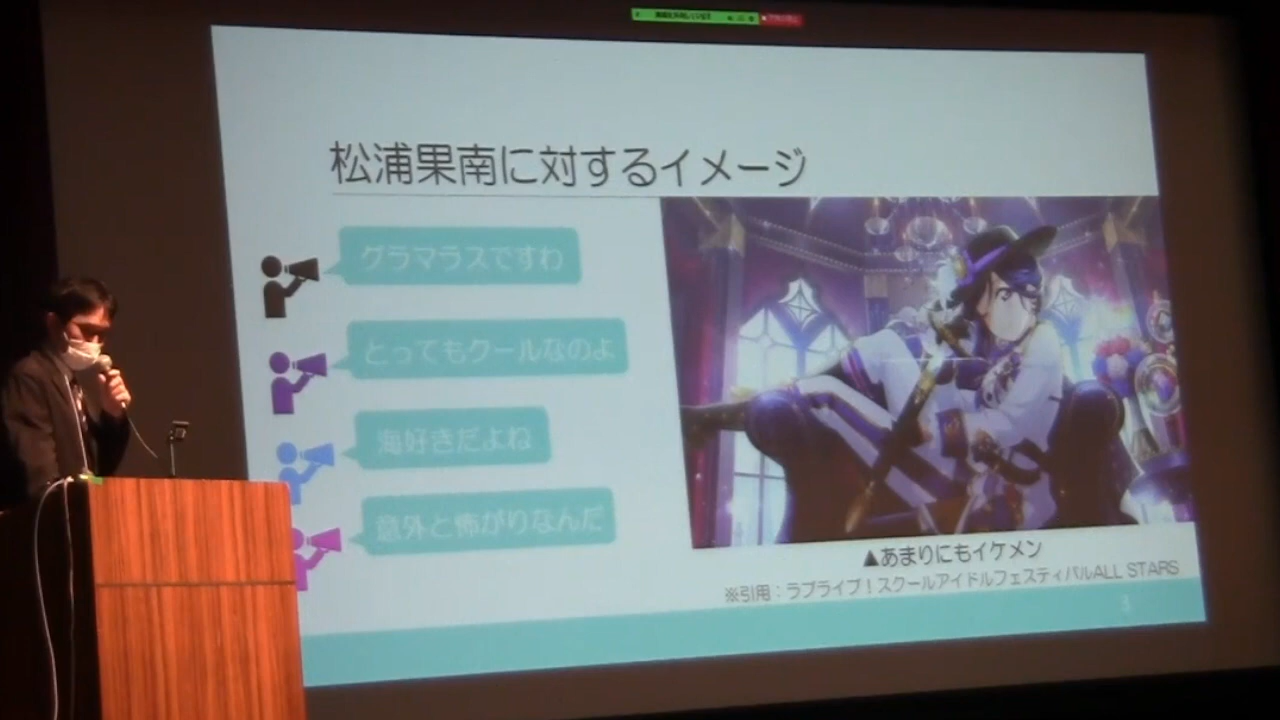 松浦果南に対するイメージ
グラマラスですわ
とってもクールなのよ
海好きだよね
意外と怖がりなんだ
▲あまりにもイケメン
※引用：ラブライブ！スクールアイドルフェスティバルALL STARS
3